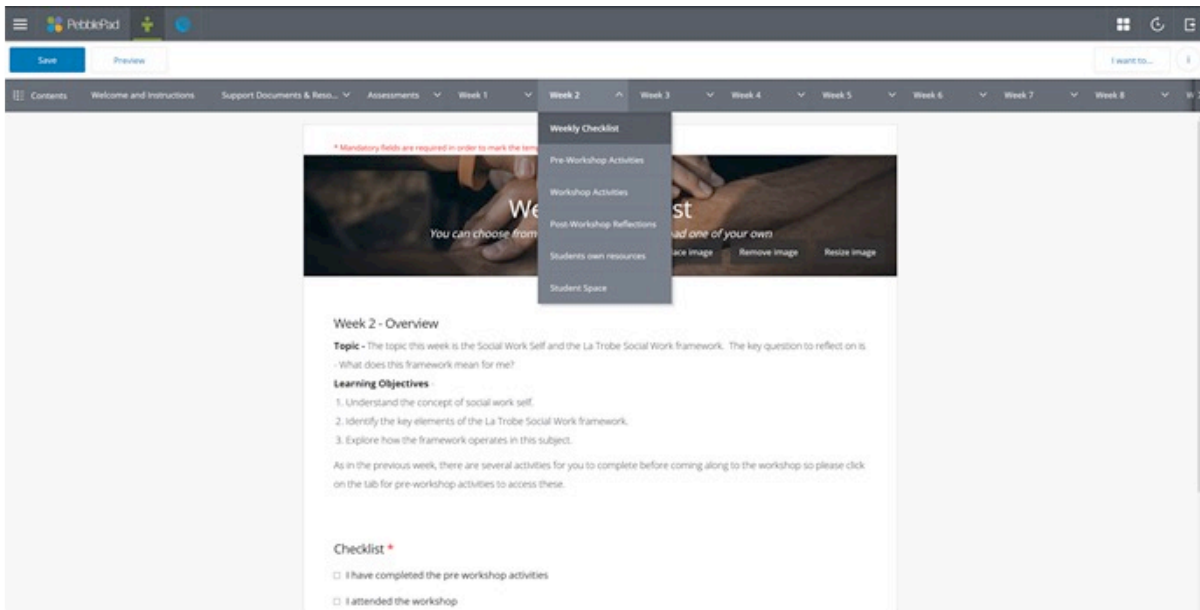 PebblePad
Save
Preview
I want to...
i
Contents
Welcome and Instructions
Support Documents & Reso...
Assessments
Week 1
Week 2
Week 3
Week 4
Week 5
Week 6
Week 7
Week 8
Weekly Checklist
Pre-Workshop Activities
Workshop Activities
Post-Workshop Reflections
Students own resources
Student Space
* Mandatory fields are required in order to mark the
You can choose from
ad one of your own
ace image
Remove image
Resize image
Week 2 - Overview
Topic - The topic this week is the Social Work Self and the La Trobe Social Work framework. The key question to reflect on is
- What does this framework mean for me?
Learning Objectives
1. Understand the concept of social work self.
2. Identify the key elements of the La Trobe Social Work framework.
3. Explore how the framework operates in this subject.
As in the previous week, there are several activities for you to complete before coming along to the workshop so please click
on the tab for pre-workshop activities to access these.
Checklist *
I have completed the pre workshop activities
I attended the workshop